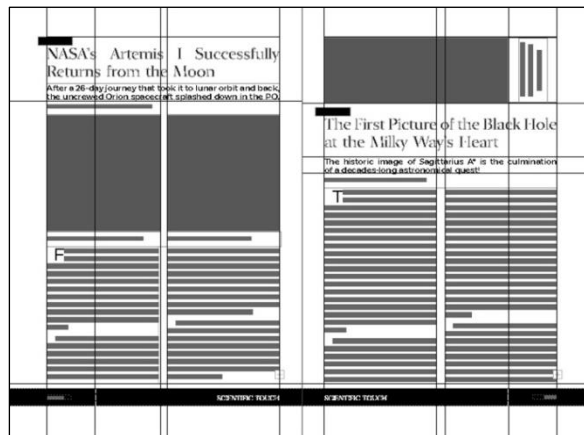 NASA's Artemis I Successfully
Returns from the Moon
After a 26-day journey that took it to lunar orbit and back,
the uncrewed Orion spacecraft splashed down in the PO.
F
SCIENTIFIC TOUCH
The First Picture of the Black Hole
at the Milky Way's Heart
The historic image of Sagittarius A* is the culmination
of a decades-long astronomical quest!
T
SCIENTIFIC TOUCH